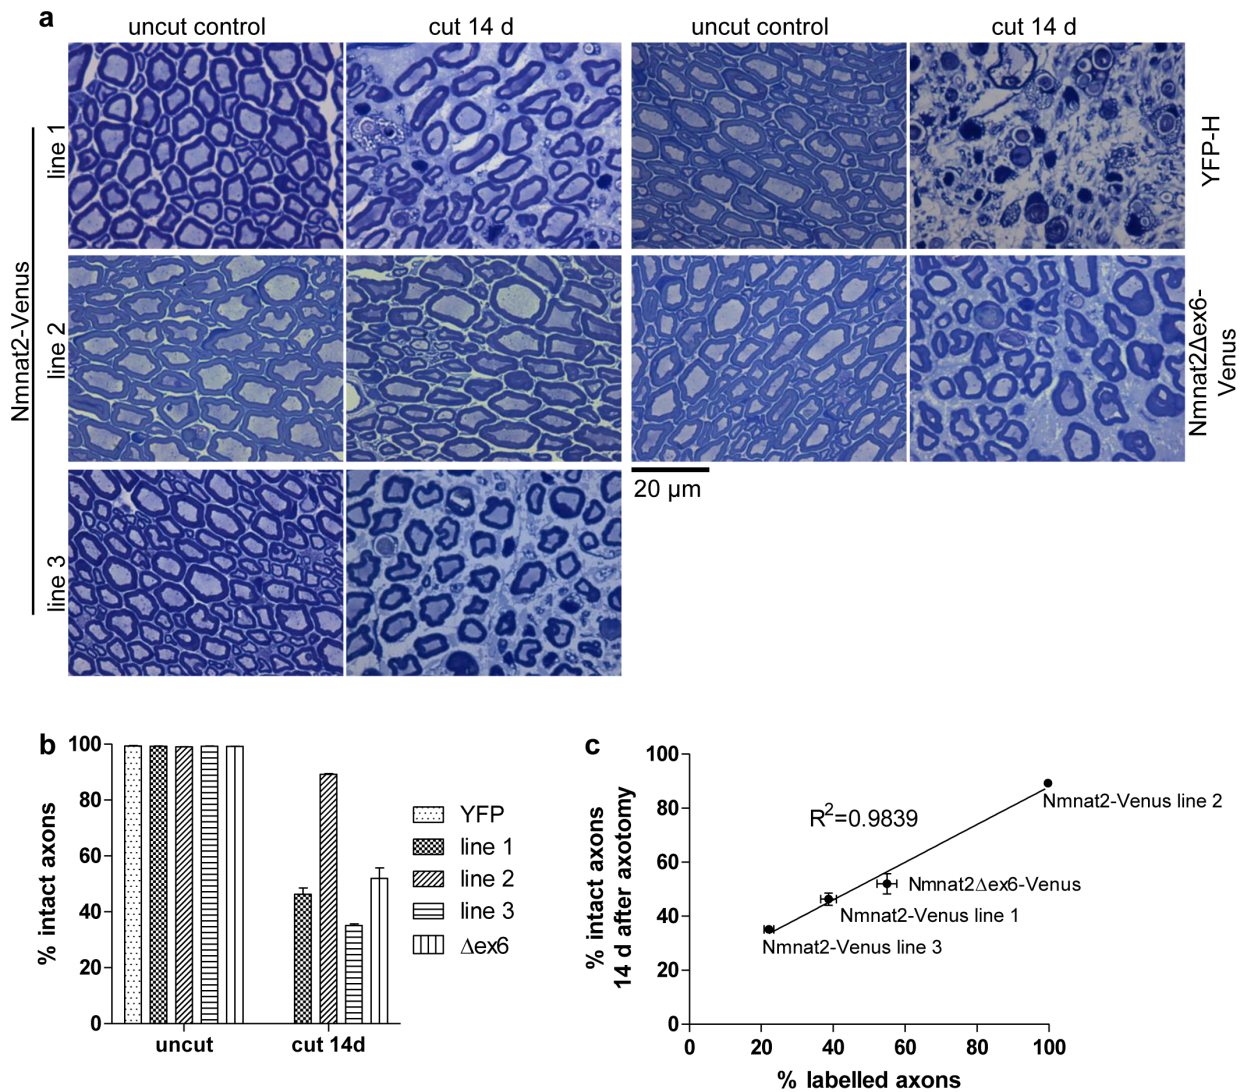 a
uncut control
cut 14 d
uncut control
cut 14 d
Nmnat2-Venus
line 1
line 2
line 3
YFP-H
Nmnat2Δex6-
Venus
20 µm
b
% intact axons
100
80
60
40
20
0
uncut
cut 14d
YFP
line 1
line 2
line 3
Δex6
c
% intact axons
14 d after axotomy
100
80
60
40
20
0
R²=0.9839
Nmnat2-Venus line 2
Nmnat2Δex6-Venus
Nmnat2-Venus line 1
Nmnat2-Venus line 3
0
20
40
60
80
100
% labelled axons